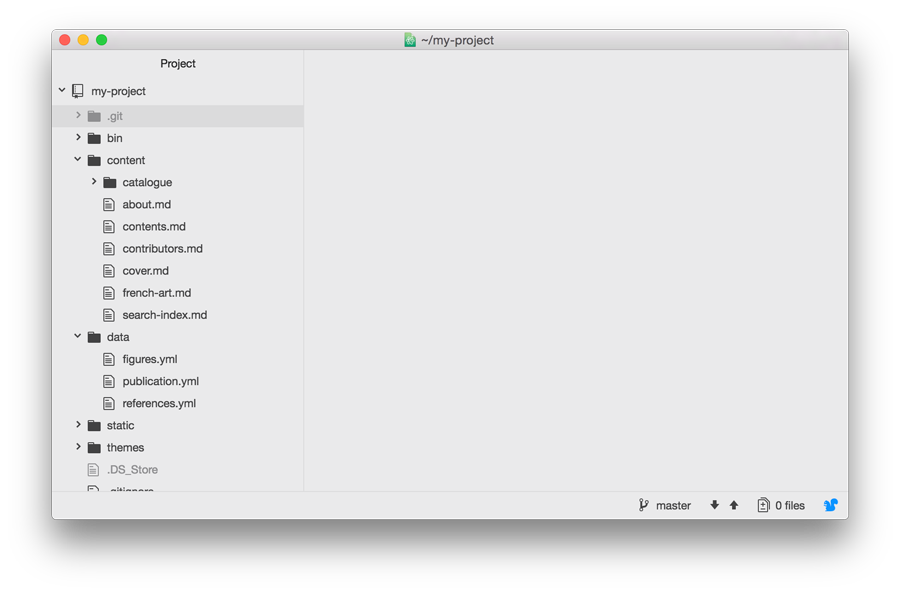 ~/my-project
Project
my-project
.git
bin
content
catalogue
about.md
contents.md
contributors.md
cover.md
french-art.md
search-index.md
data
figures.yml
publication.yml
references.yml
static
themes
.DS_Store
.gitignore
master
0 files